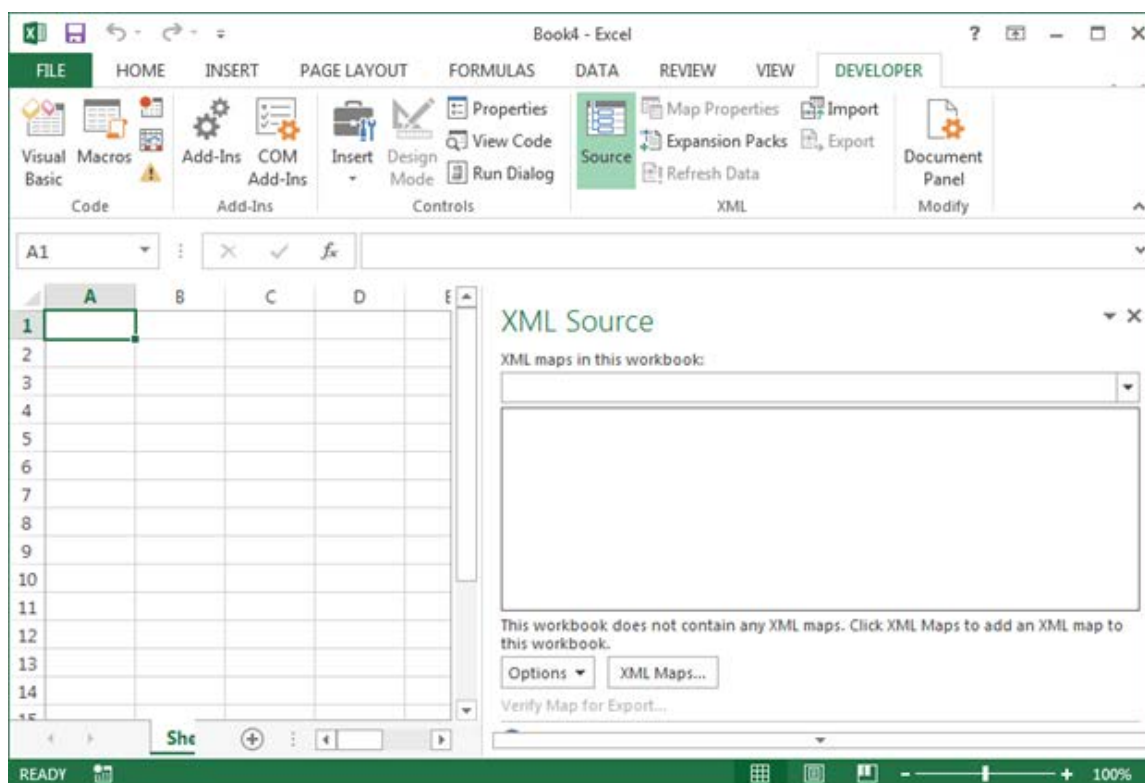 Book4 - Excel
?
FILE HOME INSERT PAGE LAYOUT FORMULAS DATA REVIEW VIEW DEVELOPER
Visual Basic
Macros
Add-Ins
COM Add-Ins
Insert
Design Mode
Properties
View Code
Run Dialog
Source
Map Properties
Expansion Packs
Refresh Data
Import
Export
Document Panel
Code Add-Ins Controls XML Modify
A1
fx
A B C D E
1
2
3
4
5
6
7
8
9
10
11
12
13
14
15
XML Source
XML maps in this workbook:
This workbook does not contain any XML maps. Click XML Maps to add an XML map to
this workbook.
Options
XML Maps...
Verify Map for Export...
She
READY
100%